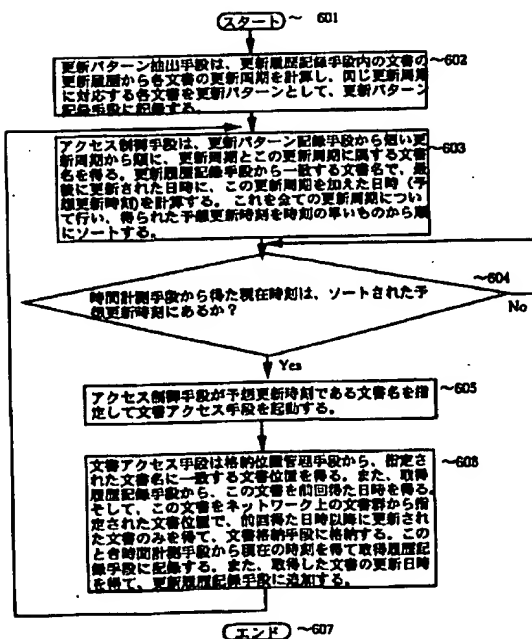 スタート ～601
更新パターン抽出手段は、更新履歴記録手段内の文書の
更新履歴から各文書の更新周期を計算し、同じ更新周期
に対応する各文書を更新パターンとして、更新パターン
記録手段に記録する。
～602
アクセス制御手段は、更新パターン記録手段から短い更
新周期から順に、更新周期とこの更新周期に属する文書
名を得る。更新履歴記録手段から一致する文書名で、最
後に更新された日時に、この更新周期を加えた日時（予
想更新時刻）を計算する。これを全ての更新周期につい
て行い、得られた予想更新時刻を時刻の早いものから順
にソートする。
～603
時間計測手段から得た現在時刻は、ソートされた予
想更新時刻にあるか？
～604
No
Yes
アクセス制御手段が予想更新時刻である文書名を指
定して文書アクセス手段を起動する。
～605
文書アクセス手段は格納位置管理手段から、指定さ
れた文書名に一致する文書位置を得る。また、取得
履歴記録手段から、この文書を前回得た日時を得る。
そして、この文書をネットワーク上の文書群から指
定された文書位置で、前回得た日時以降に更新され
た文書のみを得て、文書格納手段に格納する。この
とき時間計測手段から現在の時刻を得て取得履歴記
録手段に記録する。また、取得した文書の更新日時
を得て、更新履歴記録手段に追加する。
～606
エンド ～607